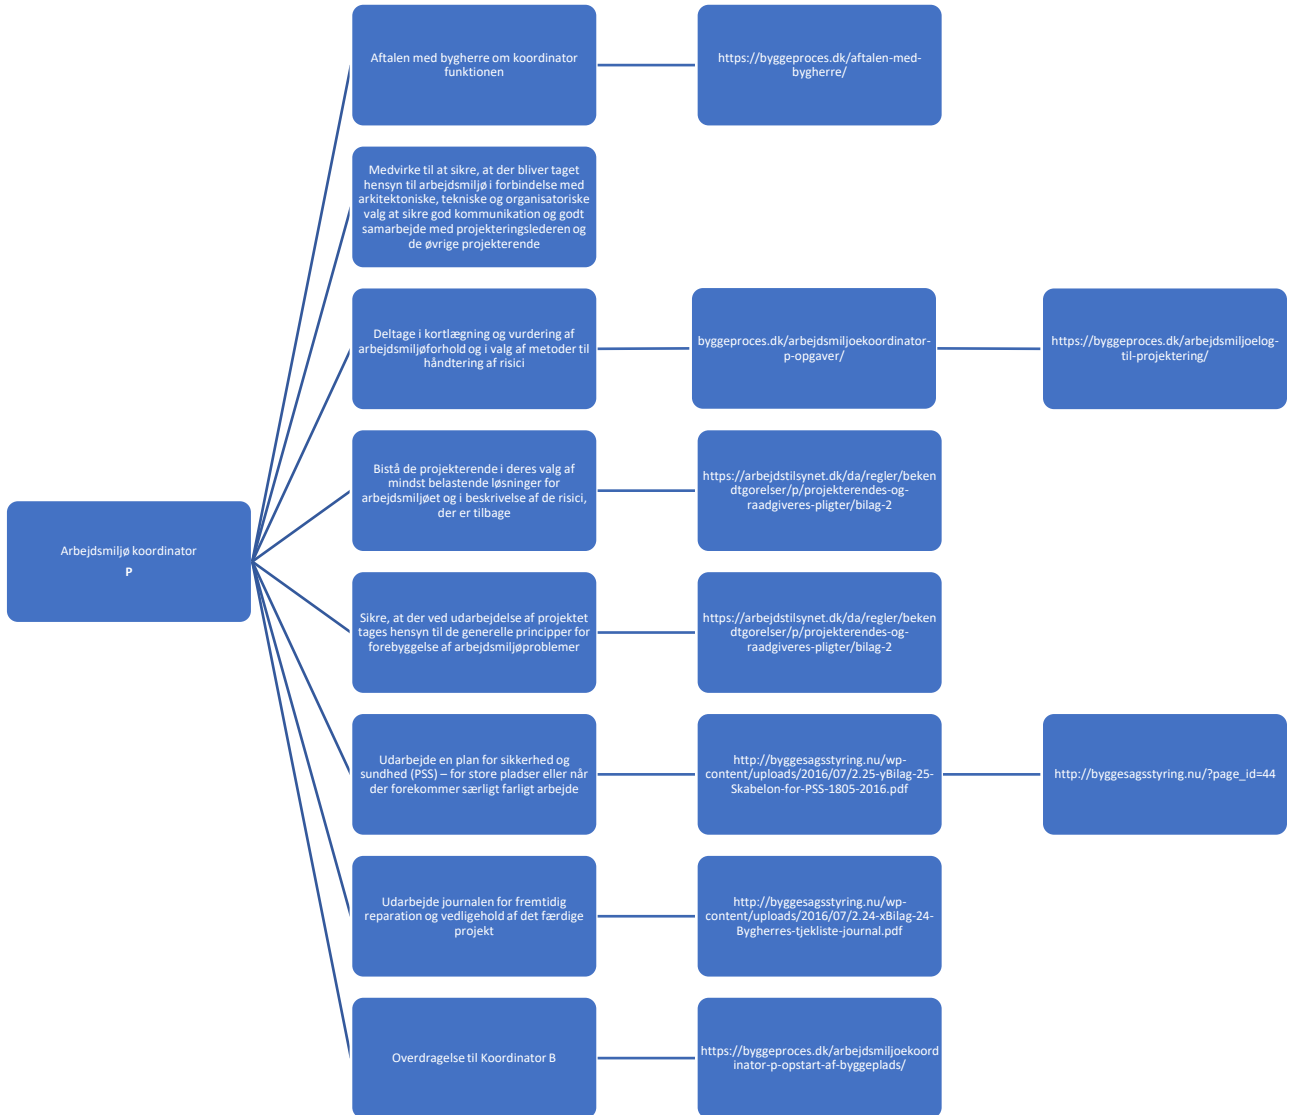 Aftalen med bygherre om koordinator
funktionen
https://byggeproces.dk/aftalen-med-
bygherre/
Medvirke til at sikre, at der bliver taget
hensyn til arbejdsmiljø i forbindelse med
arkitektoniske, tekniske og organisatoriske
valg at sikre god kommunikation og godt
samarbejde med projekteringslederen og
de øvrige projekterende
Deltage i kortlægning og vurdering af
arbejdsmiljøforhold og i valg af metoder til
håndtering af risici
byggeproces.dk/arbejdsmiljoekoordinator-
p-opgaver/
https://byggeproces.dk/arbejdsmiljoelog-
til-projektering/
Bistå de projekterende i deres valg af
mindst belastende løsninger for
arbejdsmiljøet og i beskrivelse af de risici,
der er tilbage
https://arbejdstilsynet.dk/da/regler/beken
dtgorelser/p/projekterendes-og-
raadgiveres-pligter/bilag-2
Arbejdsmiljø koordinator
P
Sikre, at der ved udarbejdelse af projektet
tages hensyn til de generelle principper for
forebyggelse af arbejdsmiljøproblemer
https://arbejdstilsynet.dk/da/regler/beken
dtgorelser/p/projekterendes-og-
raadgiveres-pligter/bilag-2
Udarbejde en plan for sikkerhed og
sundhed (PSS) – for store pladser eller når
der forekommer særligt farligt arbejde
http://byggesagsstyring.nu/wp-
content/uploads/2016/07/2.25-yBilag-25-
Skabelon-for-PSS-1805-2016.pdf
http://byggesagsstyring.nu/?page_id=44
Udarbejde journalen for fremtidig
reparation og vedligehold af det færdige
projekt
http://byggesagsstyring.nu/wp-
content/uploads/2016/07/2.24-xBilag-24-
Bygherres-tjekliste-journal.pdf
Overdragelse til Koordinator B
https://byggeproces.dk/arbejdsmiljoekoord
inator-p-opstart-af-byggeplads/